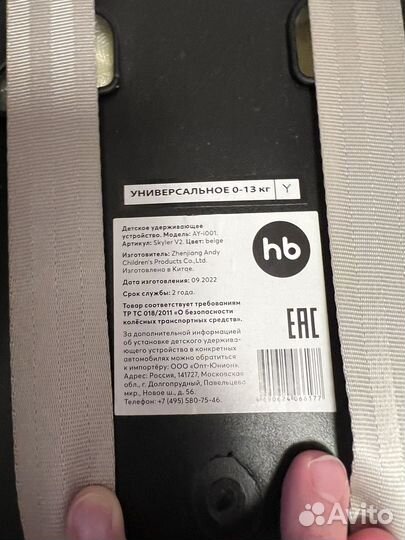 УНИВЕРСАЛЬНОЕ 0-13 кг Y
Детское удерживающее
устройство. Модель: AY-i001.
Артикул: Skyler V2. Цвет: beige
Изготовитель: Zhenjiang Andy
Children's Products Co., Ltd.
Изготовлено в Китае.
Дата изготовления: 09.2022
Срок службы: 2 года.
Товар соответствует требованиям
ТР ТС 018/2011 «О безопасности
колёсных транспортных средств».
За дополнительной информацией
об установке детского удержи-
вающего устройства в конкретных
автомобилях можно обратиться
к импортёру: ООО «Опт-Юнион».
Адрес: Россия, 141727, Московская
обл., г. Долгопрудный, Павельцево
мкр., Новое ш., д. 56.
Телефон: +7 (495) 580-75-46.
hb
EAC
Avito